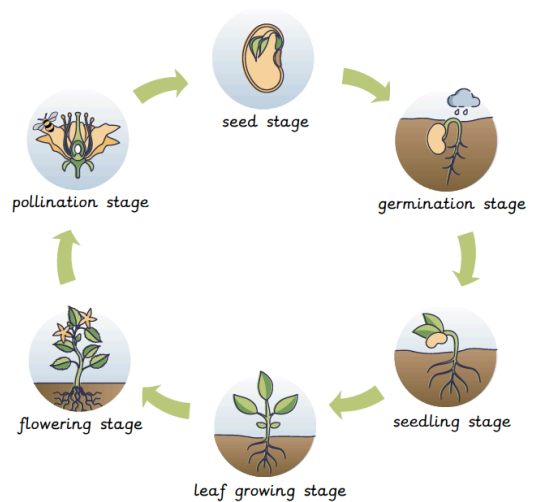 seed stage
germination stage
seedling stage
leaf growing stage
flowering stage
pollination stage